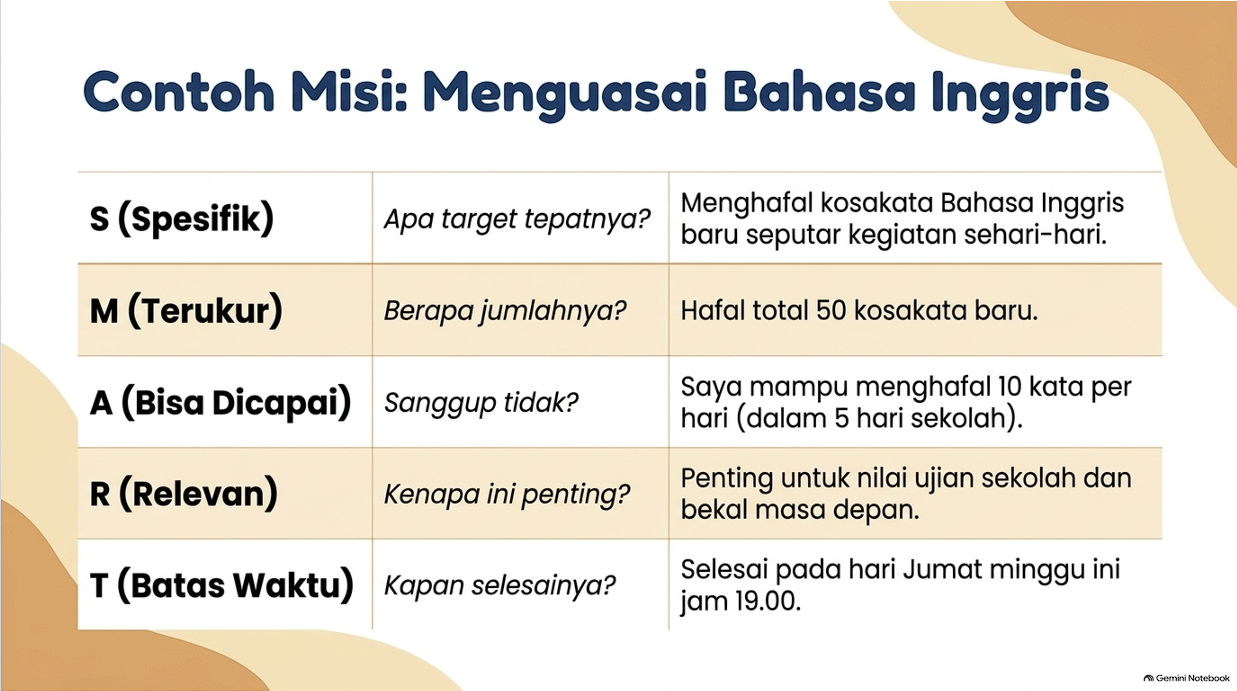 Contoh Misi: Menguasai Bahasa Inggris
S (Spesifik)
Apa target tepatnya?
Menghafal kosakata Bahasa Inggris
baru seputar kegiatan sehari-hari.
M (Terukur)
Berapa jumlahnya?
Hafal total 50 kosakata baru.
A (Bisa Dicapai)
Sanggup tidak?
Saya mampu menghafal 10 kata per
hari (dalam 5 hari sekolah).
R (Relevan)
Kenapa ini penting?
Penting untuk nilai ujian sekolah dan
bekal masa depan.
T (Batas Waktu)
Kapan selesainya?
Selesai pada hari Jumat minggu ini
jam 19.00.
Gemini Notebook